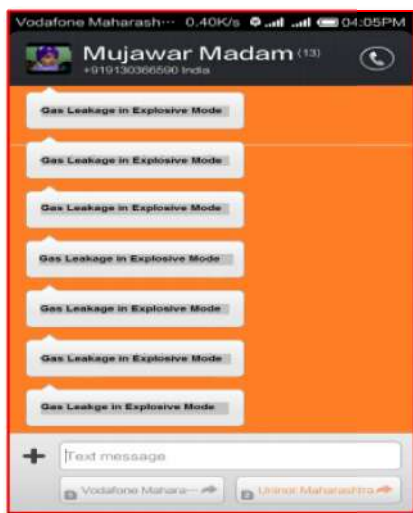 Vodafone Maharash··· 0.40K/s 04:05PM
Mujawar Madam (13)
+919130366590 India
Gas Leakage in Explosive Mode
Gas Leakage in Explosive Mode
Gas Leakage in Explosive Mode
Gas Leakage in Explosive Mode
Gas Leakage in Explosive Mode
Gas Leakage in Explosive Mode
Gas Leakge in Explosive Mode
Text message
Vodafone Mahara··· Uninor Maharashtra